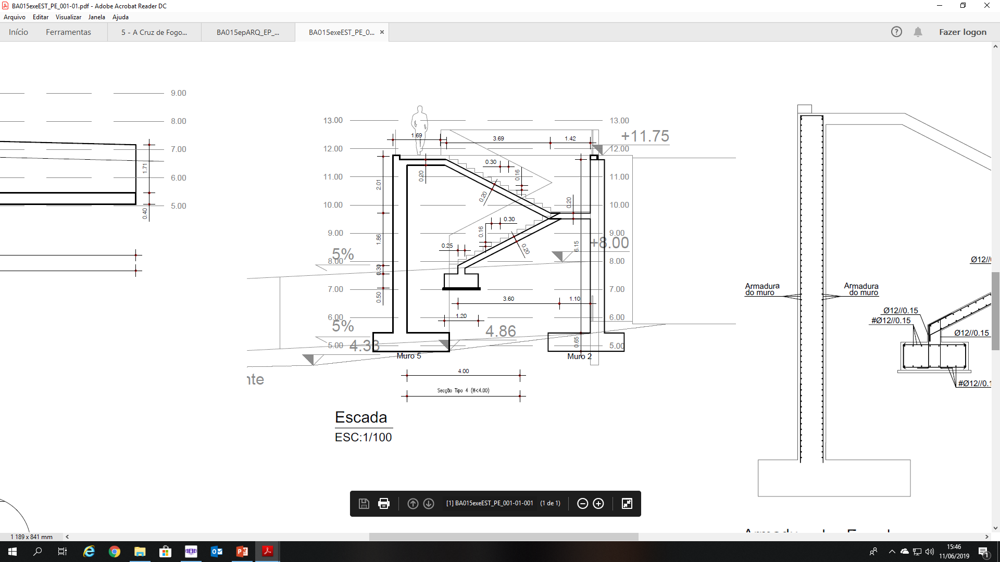 BA015exeEST_PE_001-01.pdf - Adobe Acrobat Reader DC
Arquivo Editar Visualizar Janela Ajuda
Início Ferramentas 5 - A Cruz de Fogo... BA015epARQ_EP_... BA015exeEST_PE_0... Fazer logon
9.00
8.00
7.00
6.00
5.00
1.71
0.40
13.00 13.00
+11.75
1.69 3.69 1.42
12.00 12.00
0.30
11.00 11.00
0.20 0.16
2.01
0.20
10.00 10.00
0.20
0.30
0.16
9.00 9.00
1.86
0.25 0.20 6.15 +8.00
5%
8.00 8.00
0.30
7.00 7.00
0.50
3.60 1.10
1.20
6.00 6.00
5%
4.86
5.00 4.33 0.65 5.00
Muro 5 Muro 2
4.00
nte
Secção Tipo 4 (H<4.00)
Escada
ESC:1/100
Ø12//0
Armadura
do muro
Armadura
do muro
Ø12//0.15
#Ø12//0.15
Ø12//0.15
#Ø12//0.1
[1] BA015exeEST_PE_001-01-001 (1 de 1)
1 189 x 841 mm
15:46
11/06/2019
1